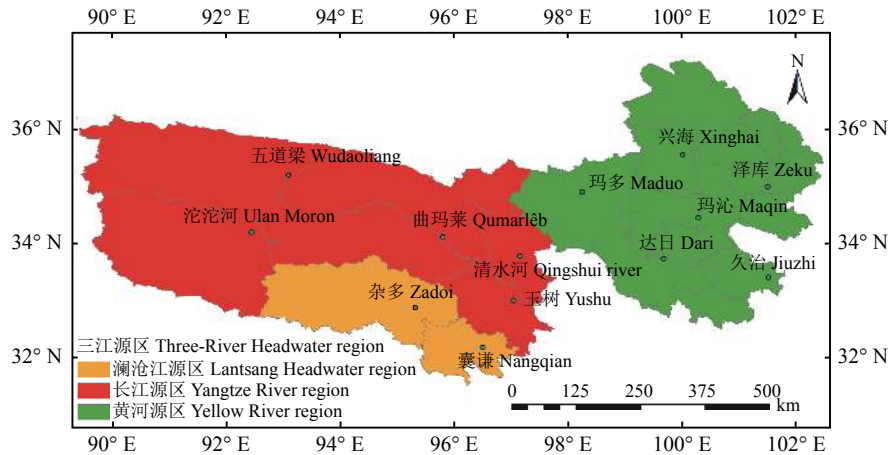 90° E 92° E 94° E 96° E 98° E 100° E 102° E
N
36° N 36° N
兴海 Xinghai
五道梁 Wudaoliang
泽库 Zeku
玛多 Maduo
玛沁 Maqin
沱沱河 Ulan Moron
曲玛莱 Qumarlêb
34° N 34° N
达日 Dari
久治 Jiuzhi
清水河 Qingshui river
杂多 Zadoi
玉树 Yushu
三江源区 Three-River Headwater region
32° N 32° N
囊谦 Nangqian
澜沧江源区 Lantsang Headwater region
长江源区 Yangtze River region
黄河源区 Yellow River region
0 125 250 375 500
km
90° E 92° E 94° E 96° E 98° E 100° E 102° E